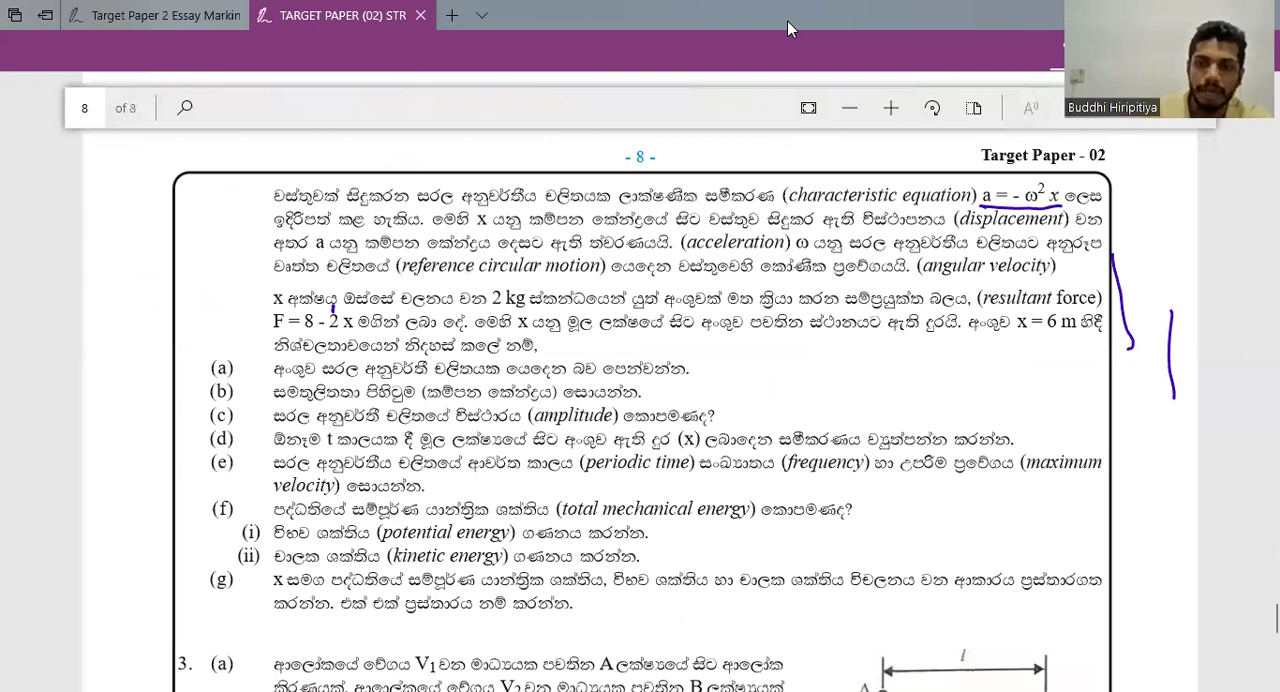 Target Paper 2 Essay Markin
TARGET PAPER (02) STR
Buddhi Hiripitiya
8 of 8
- 8 -
Target Paper - 02
වස්තුවක් සිදුකරන සරල අනුවර්තීය චලිතයක ලාක්ෂණික සමීකරණ (characteristic equation) a = - ω² x ලෙස
ඉදිරිපත් කළ හැකිය. මෙහි x යනු කම්පන කේන්ද්‍රයේ සිට වස්තුව සිදුකර ඇති විස්ථාපනය (displacement) වන
අතර a යනු කම්පන කේන්ද්‍රය දෙසට ඇති ත්වරණයයි. (acceleration) ω යනු සරල අනුවර්තීය චලිතයට අනුරූප
වෘත්ත චලිතයේ (reference circular motion) යෙදෙන වස්තුවෙහි කෝණික ප්‍රවේගයයි. (angular velocity)
x අක්ෂය ඔස්සේ චලනය වන 2 kg ස්කන්ධයෙන් යුත් අංශුවක් මත ක්‍රියා කරන සම්ප්‍රයුක්ත බලය, (resultant force)
F = 8 - 2 x මගින් ලබා දේ. මෙහි x යනු මූල ලක්ෂයේ සිට අංශුව පවතින ස්ථානයට ඇති දුරයි. අංශුව x = 6 m හිදී
නිශ්චලතාවයෙන් නිදහස් කලේ නම්,
(a) අංශුව සරල අනුවර්තී චලිතයක යෙදෙන බව පෙන්වන්න.
(b) සමතුලිතතා පිහිටුම (කම්පන කේන්ද්‍රය) සොයන්න.
(c) සරල අනුවර්තී චලිතයේ විස්ථාරය (amplitude) කොපමණද?
(d) ඕනෑම t කාලයක දී මූල ලක්ෂ්‍යයේ සිට අංශුව ඇති දුර (x) ලබාදෙන සමීකරණය ව්‍යුත්පන්න කරන්න.
(e) සරල අනුවර්තීය චලිතයේ ආවර්ත කාලය (periodic time) සංඛ්‍යාතය (frequency) හා උපරිම ප්‍රවේගය (maximum
velocity) සොයන්න.
(f) පද්ධතියේ සම්පූර්ණ යාන්ත්‍රික ශක්තිය (total mechanical energy) කොපමණද?
(i) විභව ශක්තිය (potential energy) ගණනය කරන්න.
(ii) චාලක ශක්තිය (kinetic energy) ගණනය කරන්න.
(g) x සමග පද්ධතියේ සම්පූර්ණ යාන්ත්‍රික ශක්තිය, විභව ශක්තිය හා චාලක ශක්තිය විචලනය වන ආකාරය ප්‍රස්තාරගත
කරන්න. එක් එක් ප්‍රස්තාරය නම් කරන්න.
3. (a) ආලෝකයේ වේගය V₁ වන මාධ්‍යයක පවතින A ලක්ෂ්‍යයේ සිට ආලෝක
l